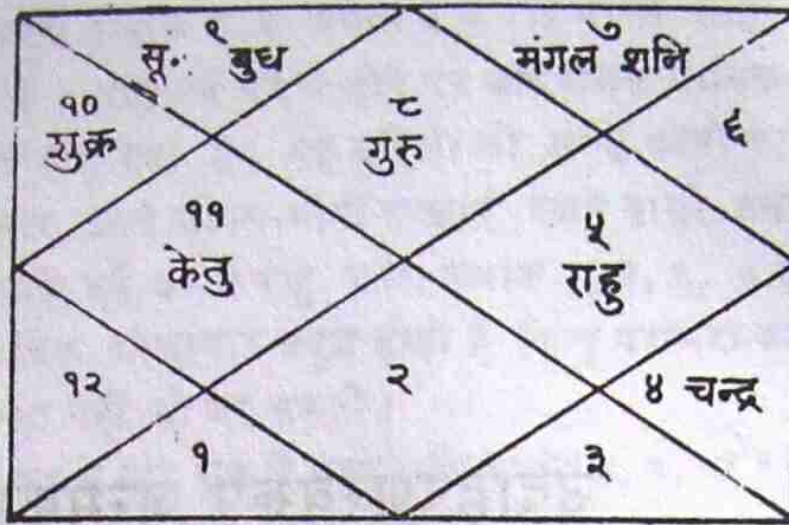 ९
सू॰ बुध
७
मंगल शनि
१०
शुक्र
८
गुरु
६
११
केतु
५
राहु
१२
२
४ चन्द्र
१
३